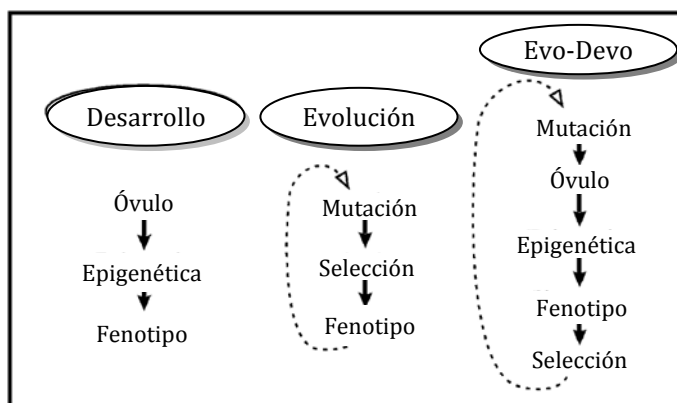 Desarrollo
Óvulo
Epigenética
Fenotipo
Evolución
Mutación
Selección
Fenotipo
Evo-Devo
Mutación
Óvulo
Epigenética
Fenotipo
Selección